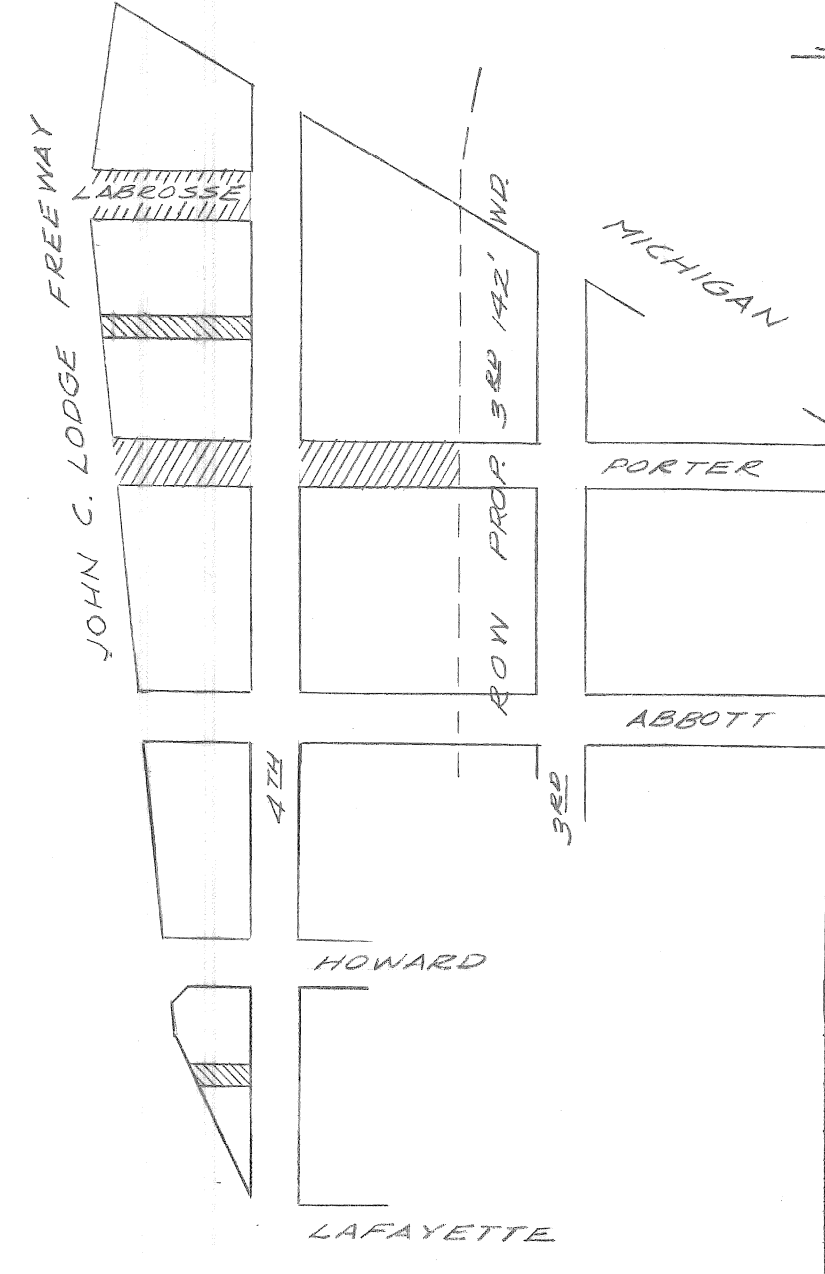 LABROSSE
JOHN C. LODGE FREEWAY
MICHIGAN
ROW PROP. 3RD 142' WD.
PORTER
ABBOTT
4TH
3RD
HOWARD
LAFAYETTE